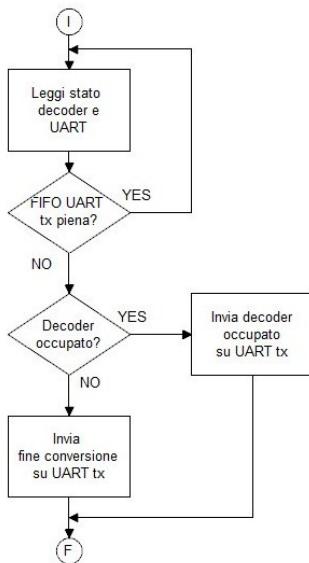 I
Leggi stato
decoder e
UART
FIFO UART
tx piena?
YES
NO
Decoder
occupato?
YES
Invia decoder
occupato
su UART tx
NO
Invia
fine conversione
su UART tx
F